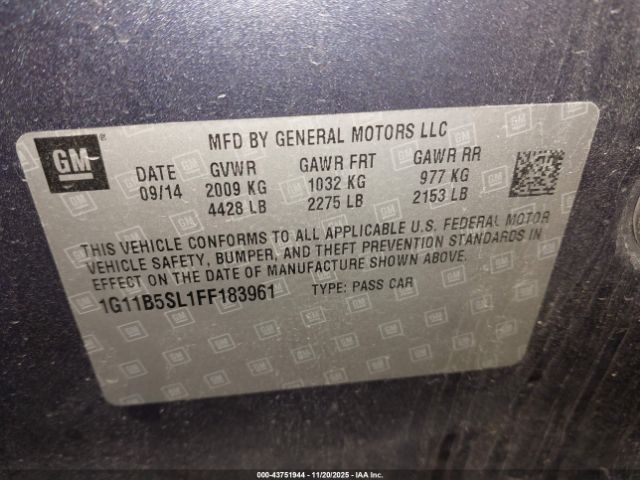 GM
MFD BY GENERAL MOTORS LLC
DATE GVWR GAWR FRT GAWR RR
09/14 2009 KG 1032 KG 977 KG
4428 LB 2275 LB 2153 LB
THIS VEHICLE CONFORMS TO ALL APPLICABLE U.S. FEDERAL MOTOR
VEHICLE SAFETY, BUMPER, AND THEFT PREVENTION STANDARDS IN
EFFECT ON THE DATE OF MANUFACTURE SHOWN ABOVE.
1G11B5SL1FF183961 TYPE: PASS CAR
000-43751944 - 11/20/2025 - IAA Inc.